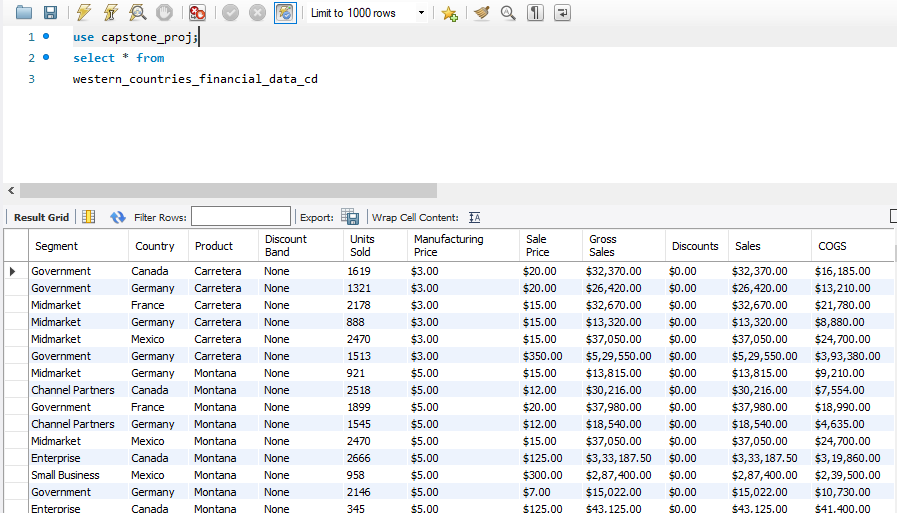 Limit to 1000 rows
1 use capstone_proj;
2 select * from
3 western_countries_financial_data_cd
Result Grid Filter Rows: Export: Wrap Cell Content:
Segment Country Product Discount Band Units Sold Manufacturing Price Sale Price Gross Sales Discounts Sales COGS
Government Canada Carretera None 1619 $3.00 $20.00 $32,370.00 $0.00 $32,370.00 $16,185.00
Government Germany Carretera None 1321 $3.00 $20.00 $26,420.00 $0.00 $26,420.00 $13,210.00
Midmarket France Carretera None 2178 $3.00 $15.00 $32,670.00 $0.00 $32,670.00 $21,780.00
Midmarket Germany Carretera None 888 $3.00 $15.00 $13,320.00 $0.00 $13,320.00 $8,880.00
Midmarket Mexico Carretera None 2470 $3.00 $15.00 $37,050.00 $0.00 $37,050.00 $24,700.00
Government Germany Carretera None 1513 $3.00 $350.00 $5,29,550.00 $0.00 $5,29,550.00 $3,93,380.00
Midmarket Germany Montana None 921 $5.00 $15.00 $13,815.00 $0.00 $13,815.00 $9,210.00
Channel Partners Canada Montana None 2518 $5.00 $12.00 $30,216.00 $0.00 $30,216.00 $7,554.00
Government France Montana None 1899 $5.00 $20.00 $37,980.00 $0.00 $37,980.00 $18,990.00
Channel Partners Germany Montana None 1545 $5.00 $12.00 $18,540.00 $0.00 $18,540.00 $4,635.00
Midmarket Mexico Montana None 2470 $5.00 $15.00 $37,050.00 $0.00 $37,050.00 $24,700.00
Enterprise Canada Montana None 2666 $5.00 $125.00 $3,33,187.50 $0.00 $3,33,187.50 $3,19,860.00
Small Business Mexico Montana None 958 $5.00 $300.00 $2,87,400.00 $0.00 $2,87,400.00 $2,39,500.00
Government Germany Montana None 2146 $5.00 $7.00 $15,022.00 $0.00 $15,022.00 $10,730.00
Enterprise Canada Montana None 345 $5.00 $125.00 $43,125.00 $0.00 $43,125.00 $41,400.00